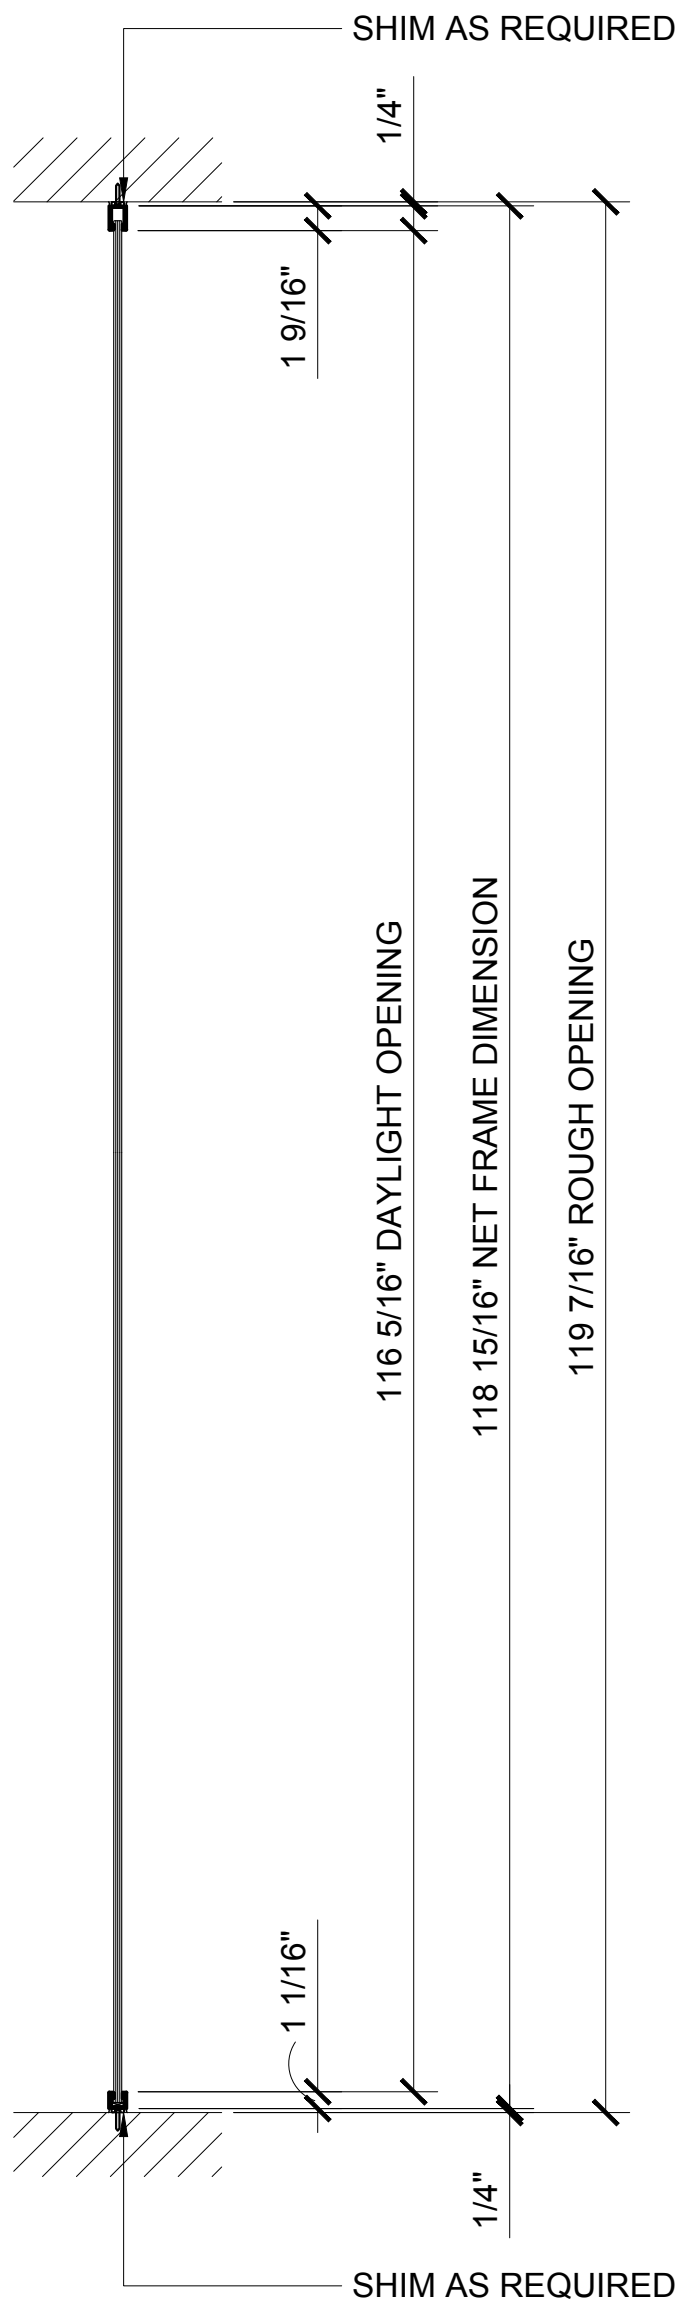 SHIM AS REQUIRED
1/4"
1 9/16"
116 5/16" DAYLIGHT OPENING
118 15/16" NET FRAME DIMENSION
119 7/16" ROUGH OPENING
1 1/16"
1/4"
SHIM AS REQUIRED